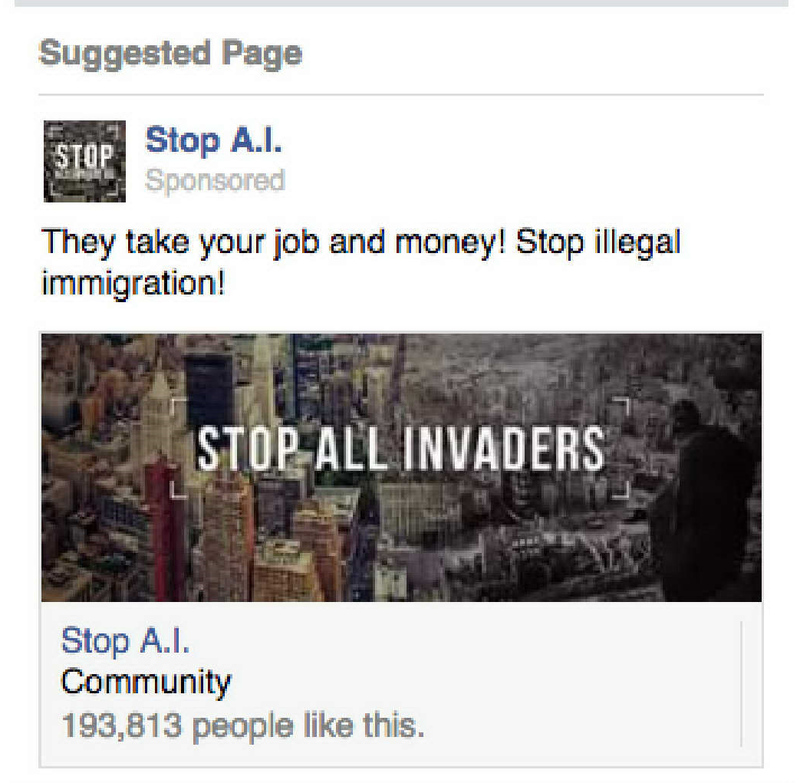 Suggested Page
STOP
Stop A.I.
Sponsored
They take your job and money! Stop illegal
immigration!
STOP ALL INVADERS
Stop A.I.
Community
193,813 people like this.